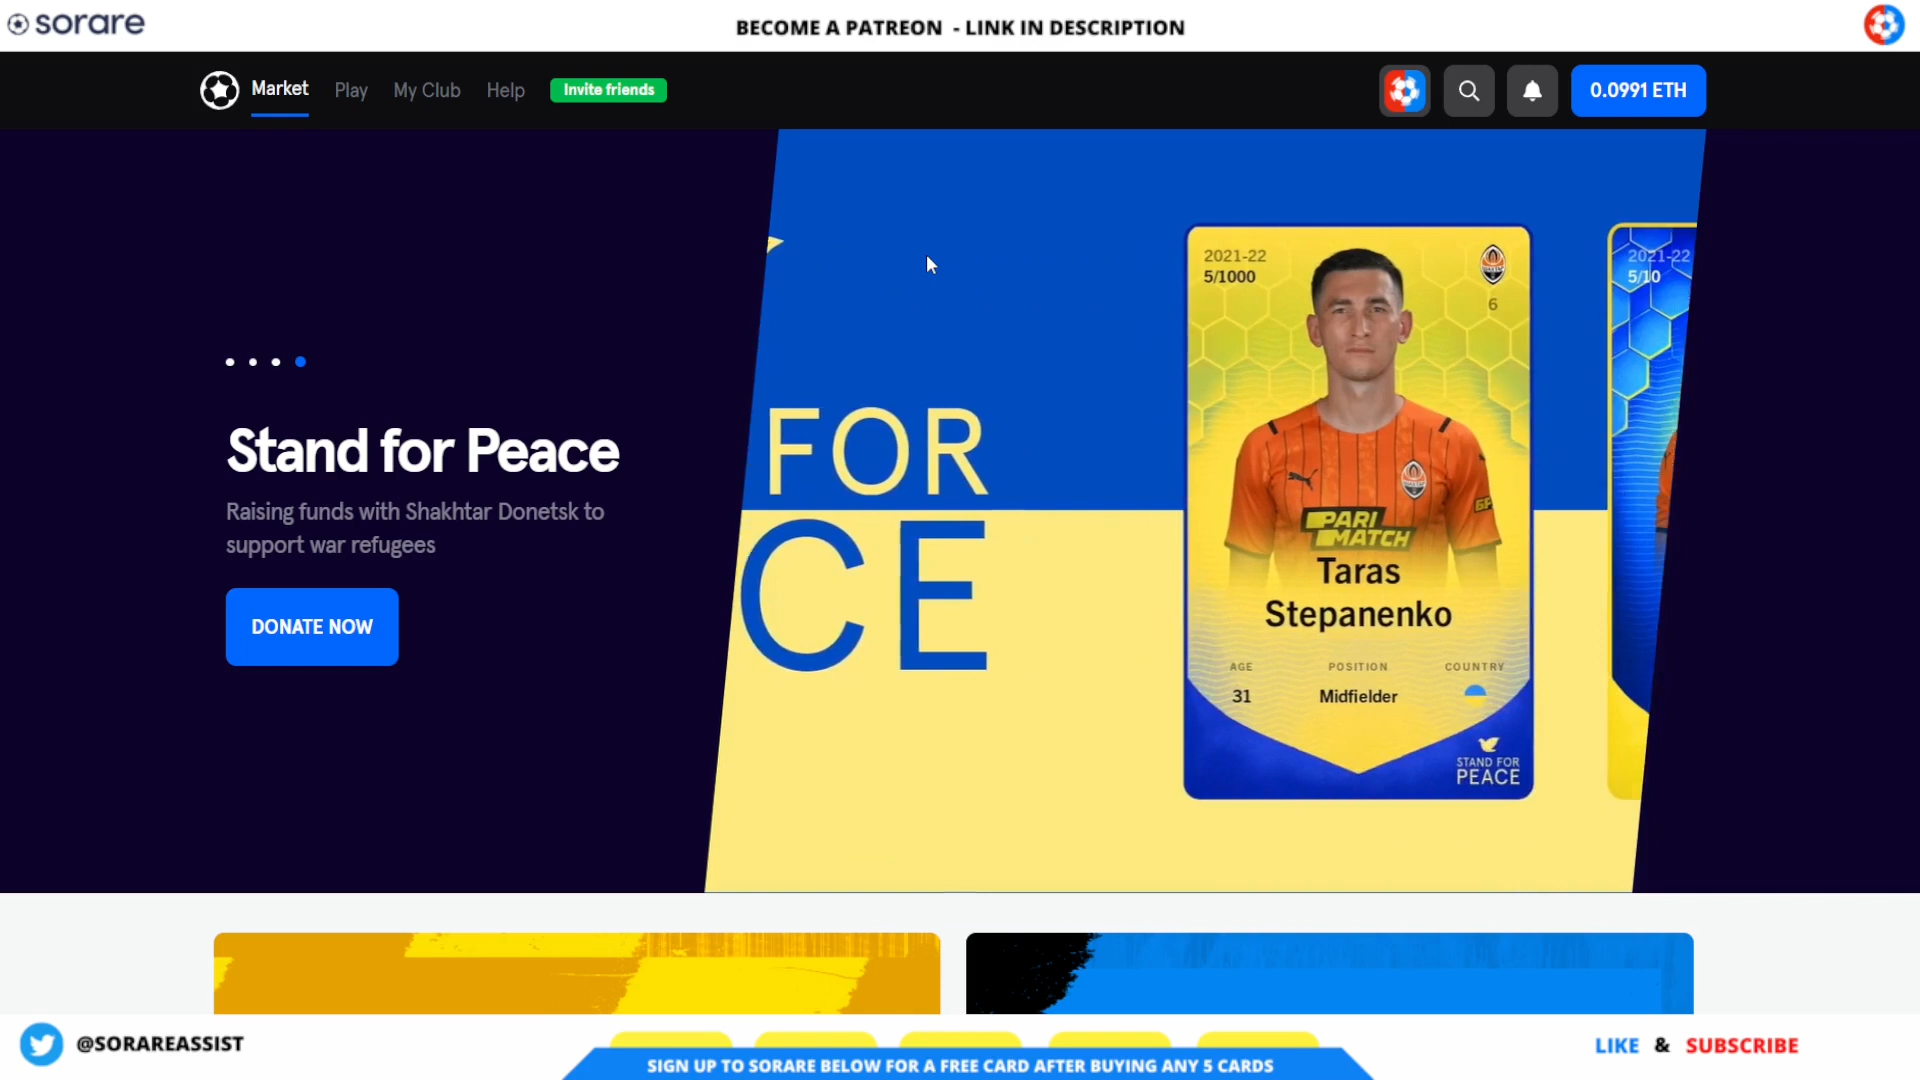 sorare
BECOME A PATREON - LINK IN DESCRIPTION
Market
Play
My Club
Help
Invite friends
0.0991 ETH
Stand for Peace
Raising funds with Shakhtar Donetsk to
support war refugees
DONATE NOW
FOR
CE
2021-22
5/1000
6
PARI
MATCH
Taras
Stepanenko
AGE
POSITION
COUNTRY
31
Midfielder
STAND FOR
PEACE
2021-22
5/10
@SORAREASSIST
SIGN UP TO SORARE BELOW FOR A FREE CARD AFTER BUYING ANY 5 CARDS
LIKE & SUBSCRIBE